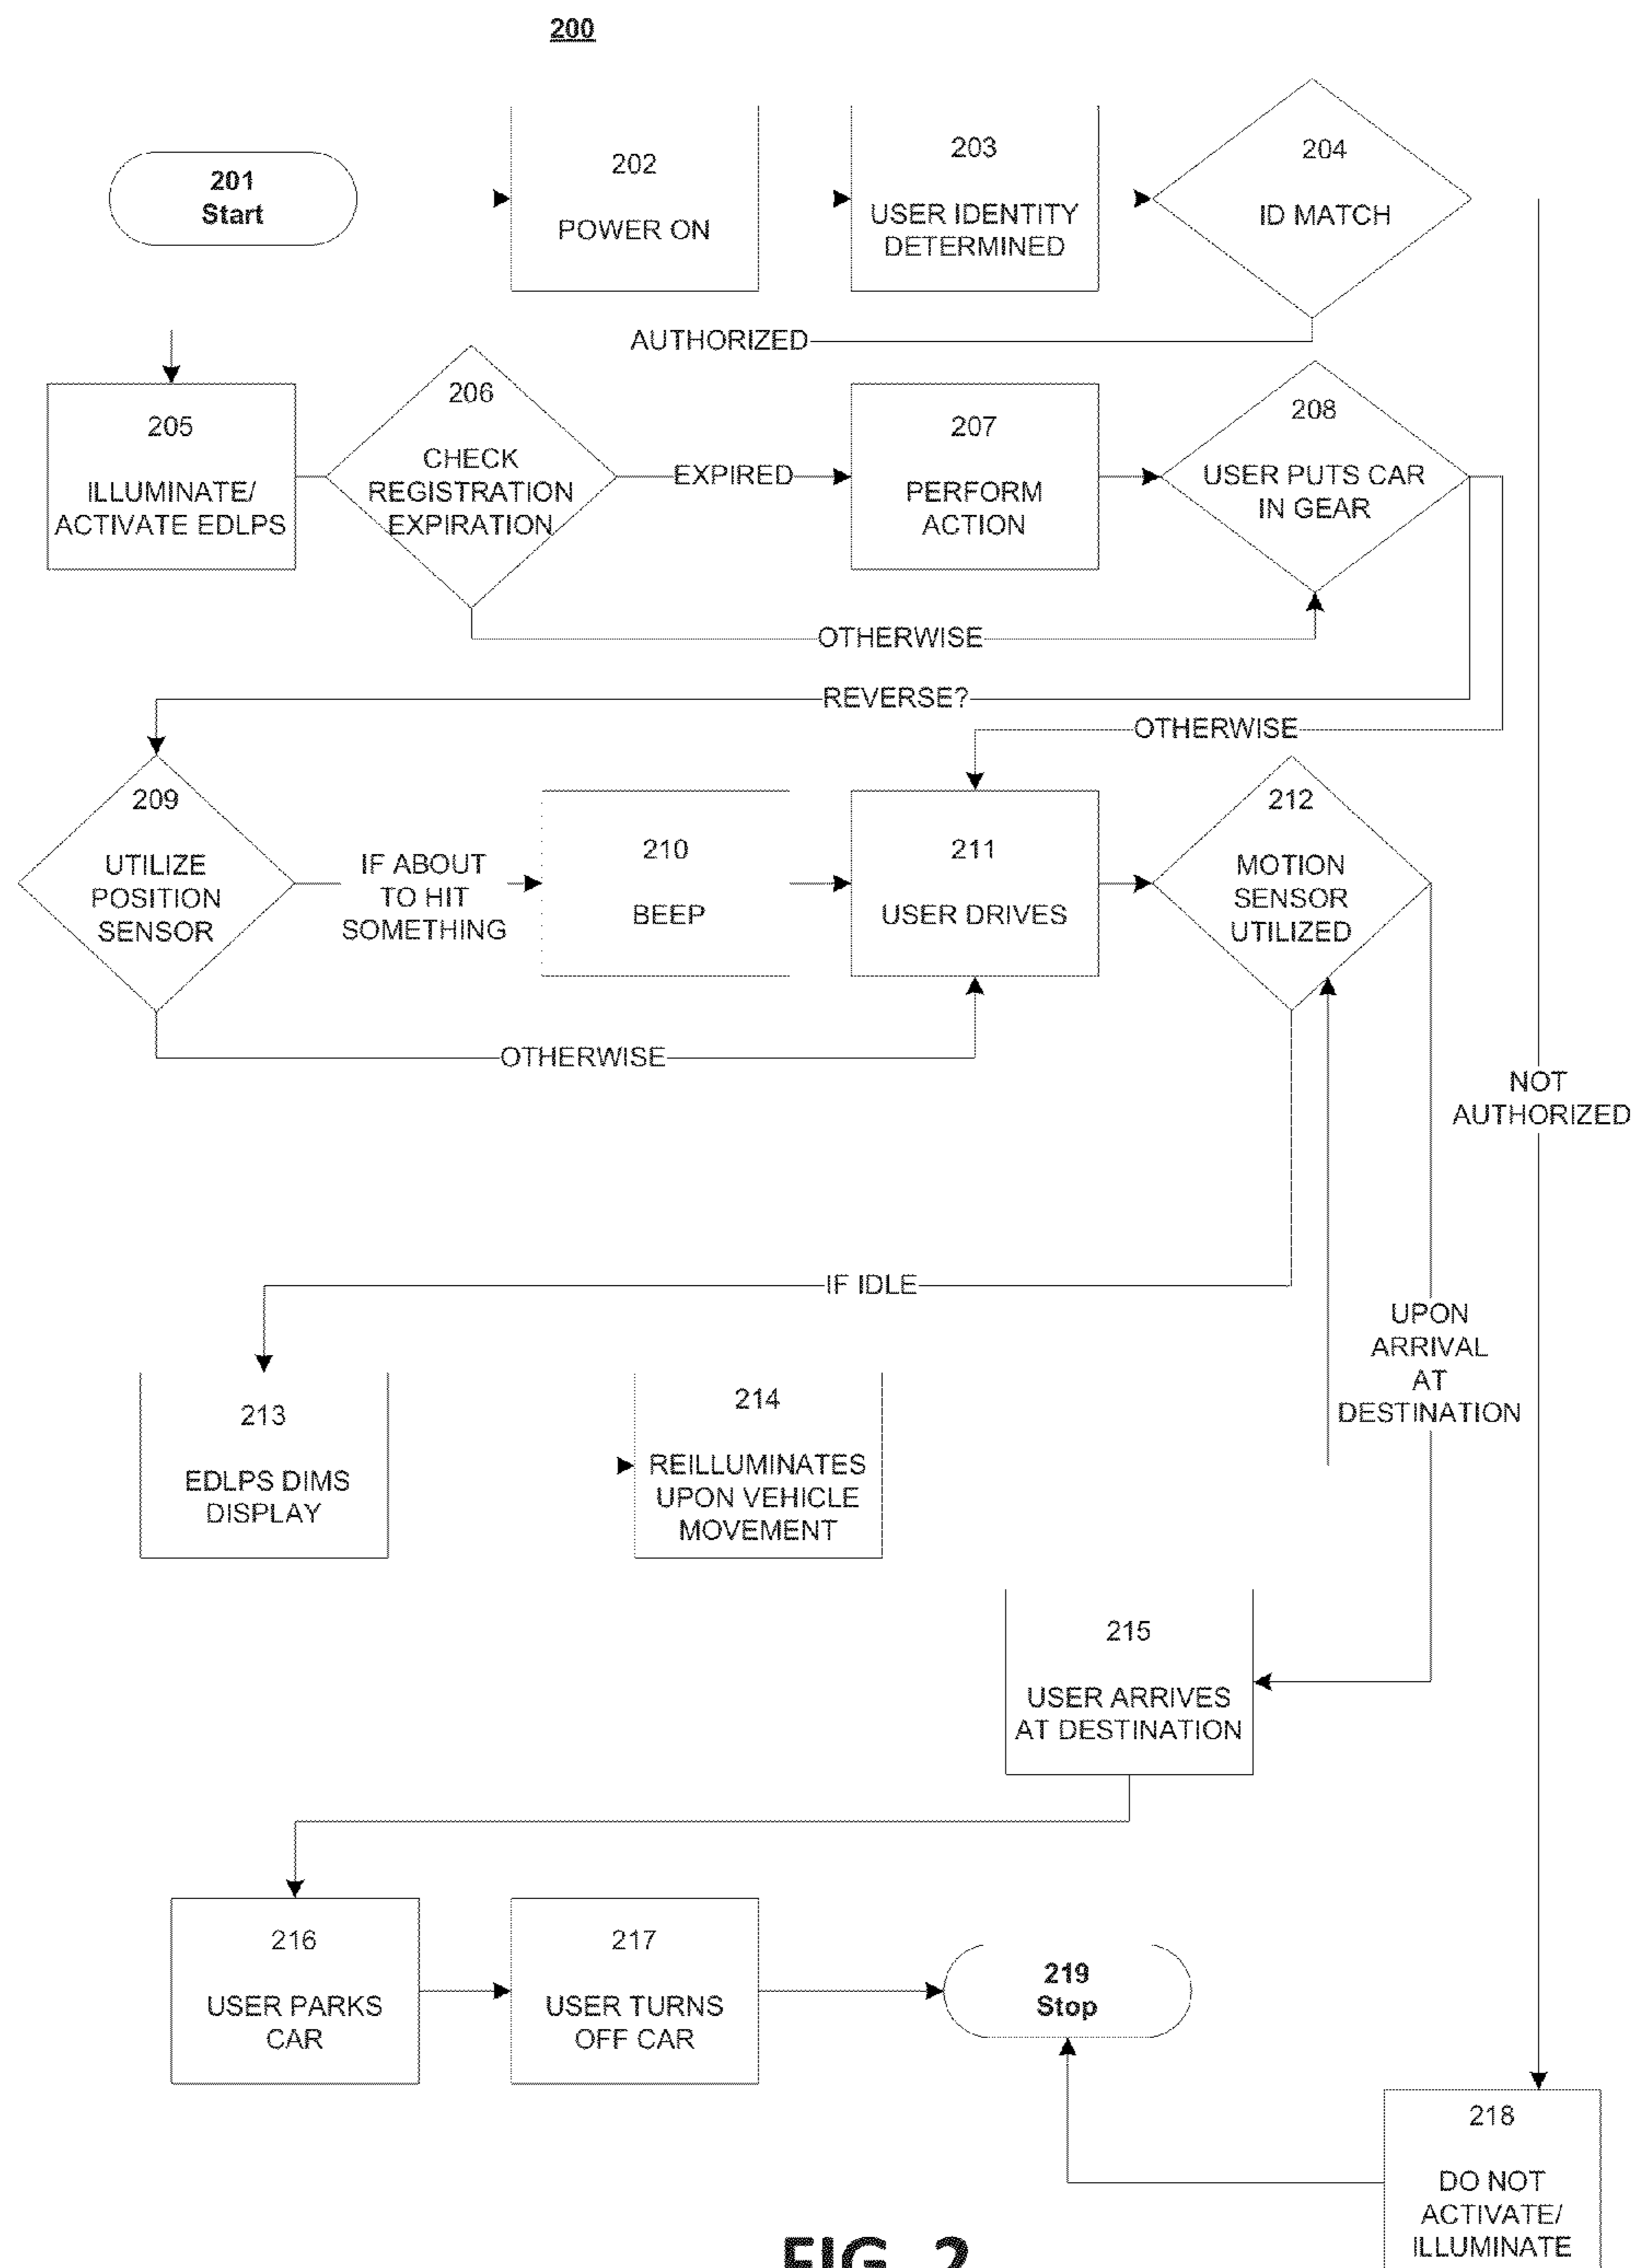 200
201
Start
202
POWER ON
203
USER IDENTITY
DETERMINED
204
ID MATCH
AUTHORIZED
205
ILLUMINATE/
ACTIVATE EDLPS
206
CHECK
REGISTRATION
EXPIRATION
EXPIRED
207
PERFORM
ACTION
208
USER PUTS CAR
IN GEAR
OTHERWISE
REVERSE?
OTHERWISE
209
UTILIZE
POSITION
SENSOR
IF ABOUT
TO HIT
SOMETHING
210
BEEP
211
USER DRIVES
212
MOTION
SENSOR
UTILIZED
OTHERWISE
NOT
AUTHORIZED
IF IDLE
UPON
ARRIVAL
AT
DESTINATION
213
EDLPS DIMS
DISPLAY
214
REILLUMINATES
UPON VEHICLE
MOVEMENT
215
USER ARRIVES
AT DESTINATION
216
USER PARKS
CAR
217
USER TURNS
OFF CAR
219
Stop
218
DO NOT
ACTIVATE/
ILLUMINATE
FIG. 2